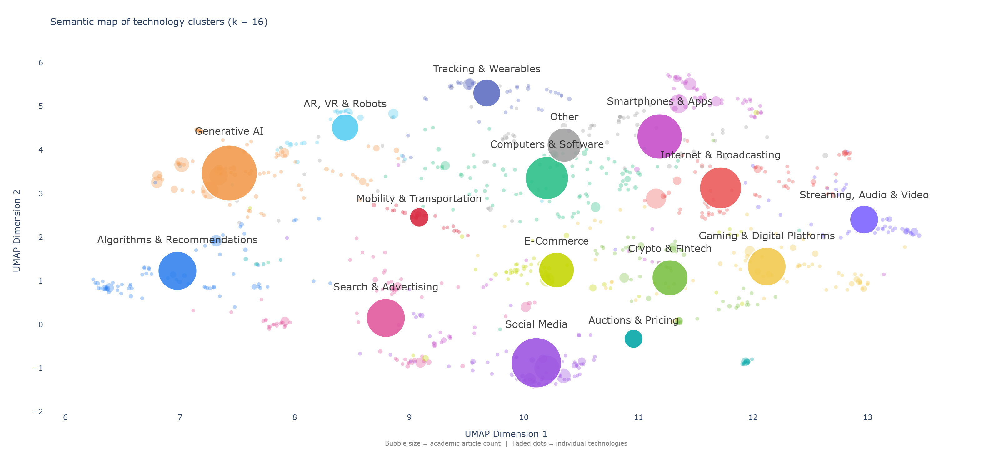 Semantic map of technology clusters (k = 16)
6
Tracking & Wearables
5
AR, VR & Robots
Smartphones & Apps
Other
Generative AI
4
Computers & Software
Internet & Broadcasting
3
Mobility & Transportation
Streaming, Audio & Video
UMAP Dimension 2
2
Algorithms & Recommendations
E-Commerce
Gaming & Digital Platforms
Crypto & Fintech
1
Search & Advertising
0
Social Media
Auctions & Pricing
−1
−2
6 7 8 9 10 11 12 13
UMAP Dimension 1
Bubble size = academic article count | Faded dots = individual technologies